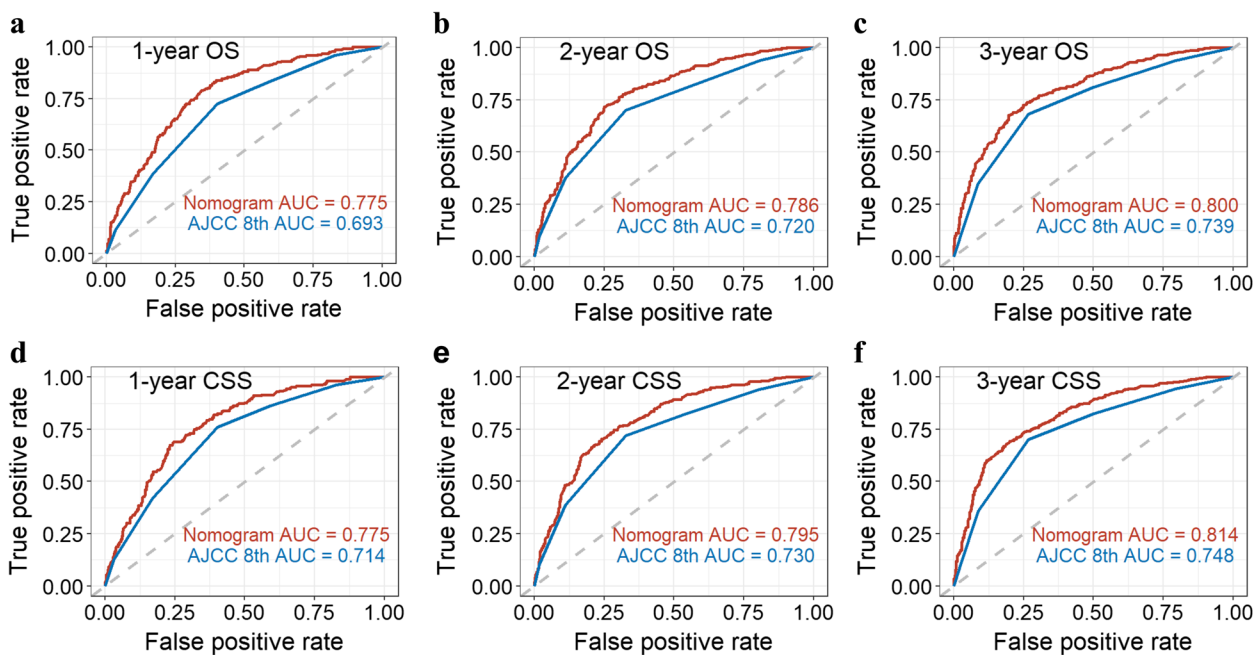 a
1-year OS
1.00
0.75
0.50
0.25
0.00
True positive rate
Nomogram AUC = 0.775
AJCC 8th AUC = 0.693
0.00 0.25 0.50 0.75 1.00
False positive rate
b
2-year OS
1.00
0.75
0.50
0.25
0.00
True positive rate
Nomogram AUC = 0.786
AJCC 8th AUC = 0.720
0.00 0.25 0.50 0.75 1.00
False positive rate
c
3-year OS
1.00
0.75
0.50
0.25
0.00
True positive rate
Nomogram AUC = 0.800
AJCC 8th AUC = 0.739
0.00 0.25 0.50 0.75 1.00
False positive rate
d
1-year CSS
1.00
0.75
0.50
0.25
0.00
True positive rate
Nomogram AUC = 0.775
AJCC 8th AUC = 0.714
0.00 0.25 0.50 0.75 1.00
False positive rate
e
2-year CSS
1.00
0.75
0.50
0.25
0.00
True positive rate
Nomogram AUC = 0.795
AJCC 8th AUC = 0.730
0.00 0.25 0.50 0.75 1.00
False positive rate
f
3-year CSS
1.00
0.75
0.50
0.25
0.00
True positive rate
Nomogram AUC = 0.814
AJCC 8th AUC = 0.748
0.00 0.25 0.50 0.75 1.00
False positive rate